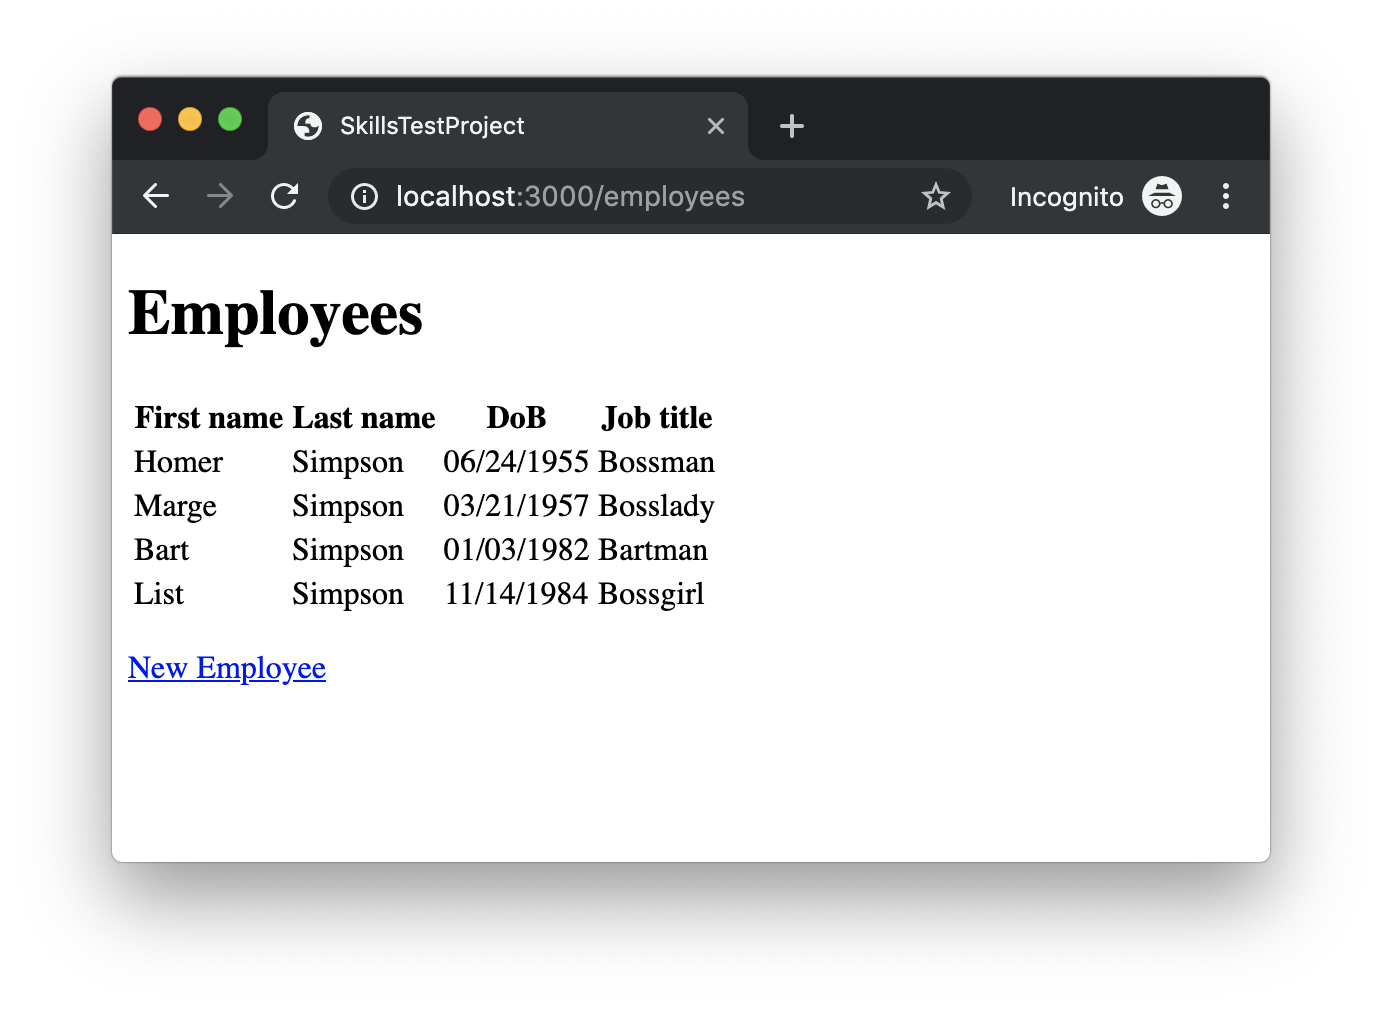 SkillsTestProject
localhost:3000/employees Incognito
Employees
First name Last name DoB Job title
Homer Simpson 06/24/1955 Bossman
Marge Simpson 03/21/1957 Bosslady
Bart Simpson 01/03/1982 Bartman
List Simpson 11/14/1984 Bossgirl
New Employee